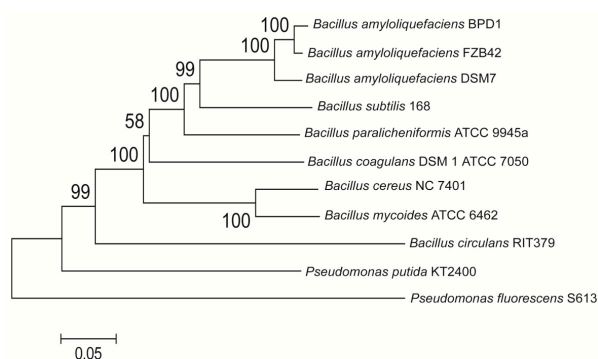 100
Bacillus amyloliquefaciens BPD1
100
Bacillus amyloliquefaciens FZB42
99
Bacillus amyloliquefaciens DSM7
100
Bacillus subtilis 168
58
Bacillus paralicheniformis ATCC 9945a
100
Bacillus coagulans DSM 1 ATCC 7050
99
Bacillus cereus NC 7401
100
Bacillus mycoides ATCC 6462
Bacillus circulans RIT379
Pseudomonas putida KT2400
Pseudomonas fluorescens S613
0.05